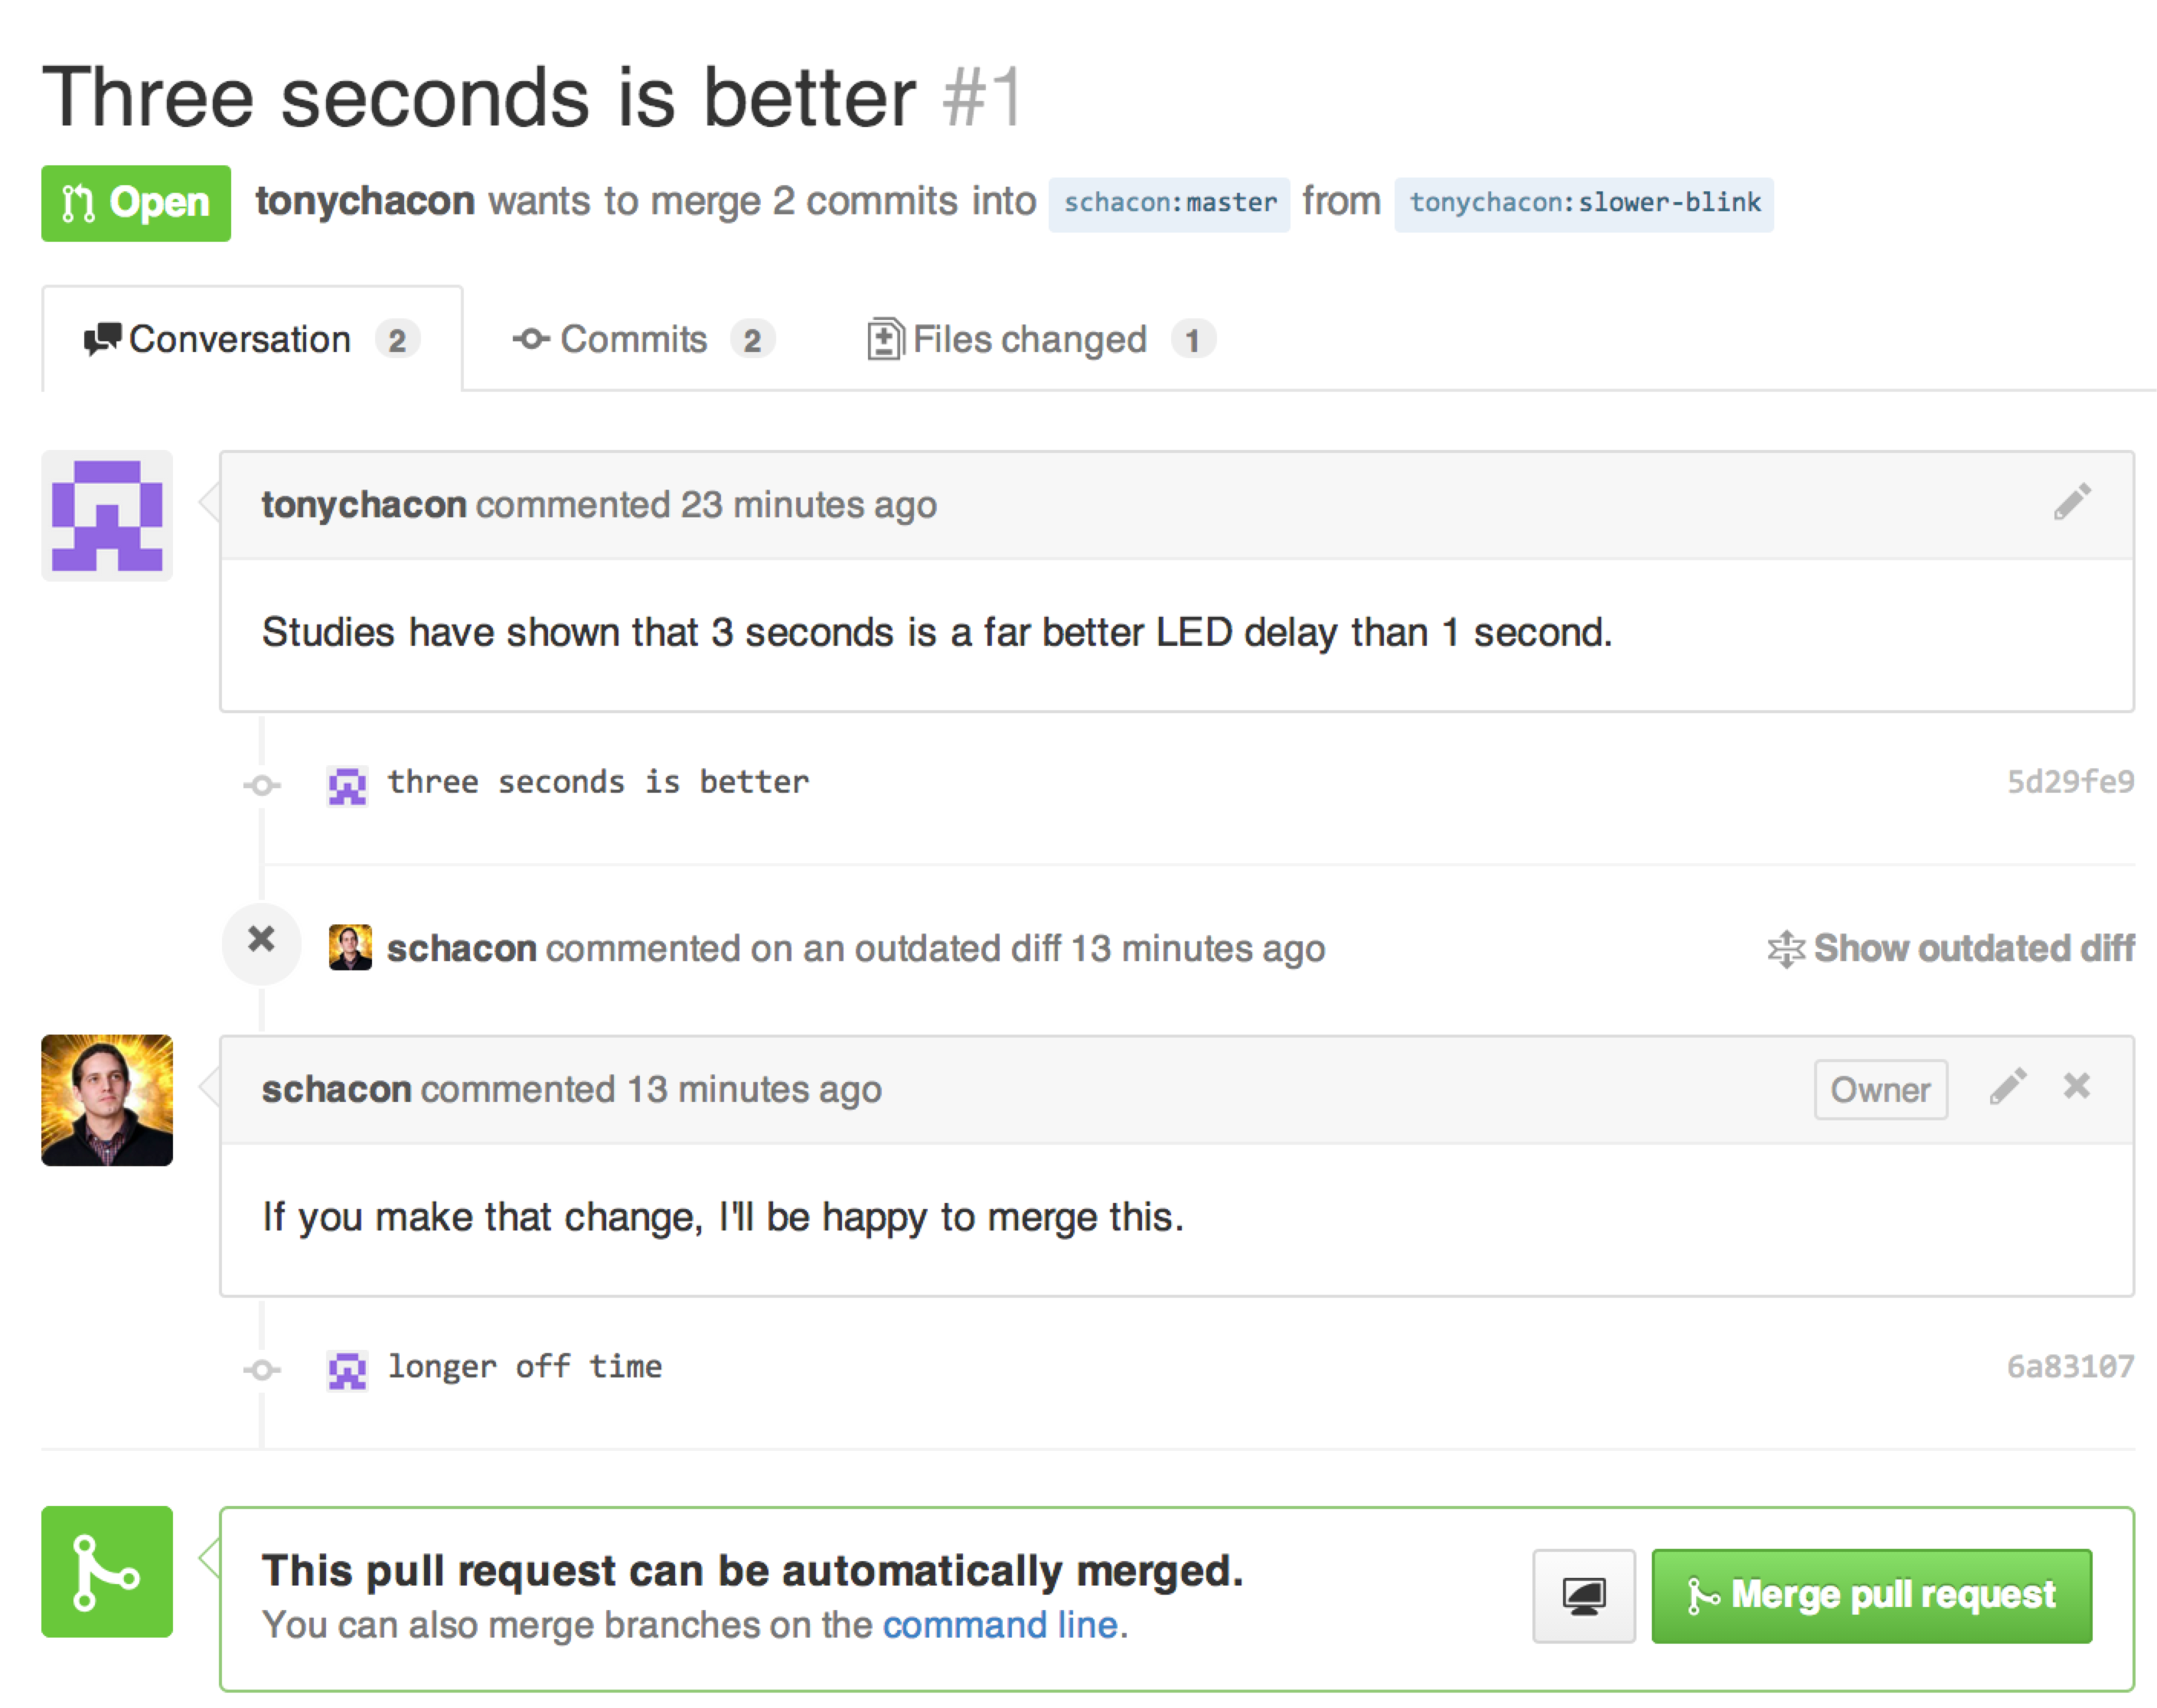 Three seconds is better #1
Open tonychacon wants to merge 2 commits into schacon:master from tonychacon:slower-blink
Conversation 2 Commits 2 Files changed 1
tonychacon commented 23 minutes ago
Studies have shown that 3 seconds is a far better LED delay than 1 second.
three seconds is better 5d29fe9
schacon commented on an outdated diff 13 minutes ago Show outdated diff
schacon commented 13 minutes ago Owner
If you make that change, I'll be happy to merge this.
longer off time 6a83107
This pull request can be automatically merged.
You can also merge branches on the command line.
Merge pull request